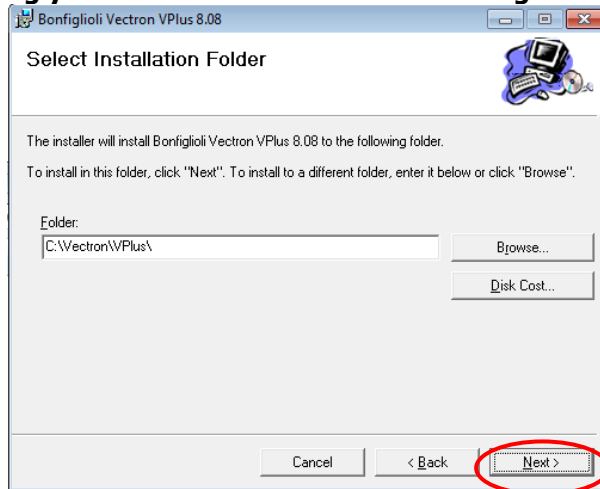 Bonfiglioli Vectron VPlus 8.08
Select Installation Folder
The installer will install Bonfiglioli Vectron VPlus 8.08 to the following folder.
To install in this folder, click "Next". To install to a different folder, enter it below or click "Browse".
Folder:
C:\Vectron\VPlus\
Browse...
Disk Cost...
Cancel
< Back
Next >